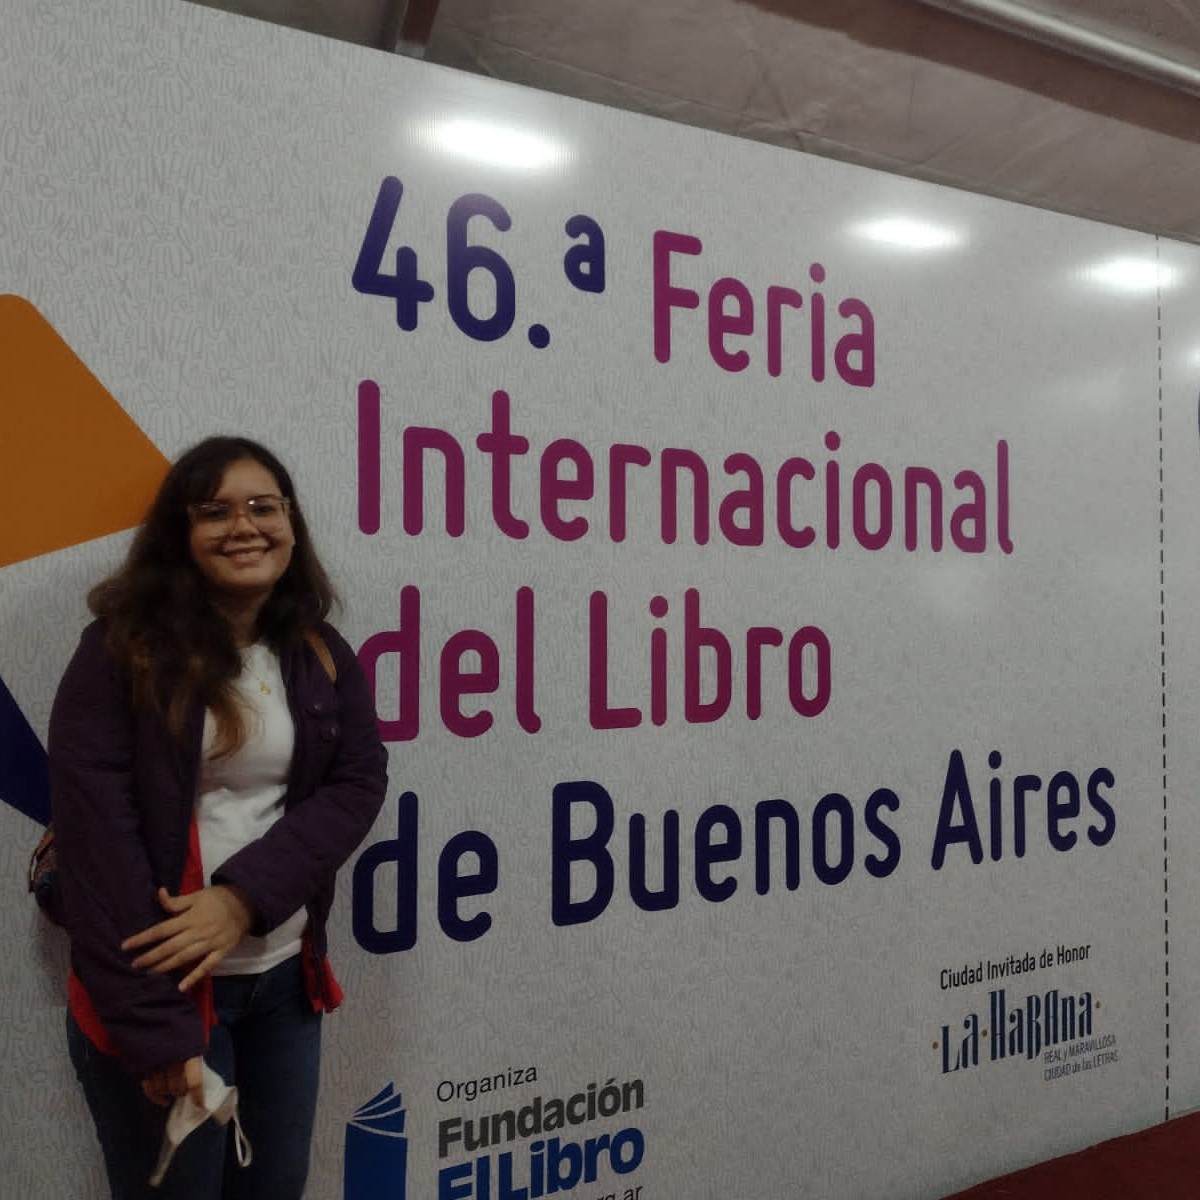 46.ª Feria
Internacional
del Libro
de Buenos Aires
Ciudad Invitada de Honor
LA·HABAna
REAL y MARAVILLOSA
CIUDAD de las LETRAS
Organiza
Fundación
El Libro